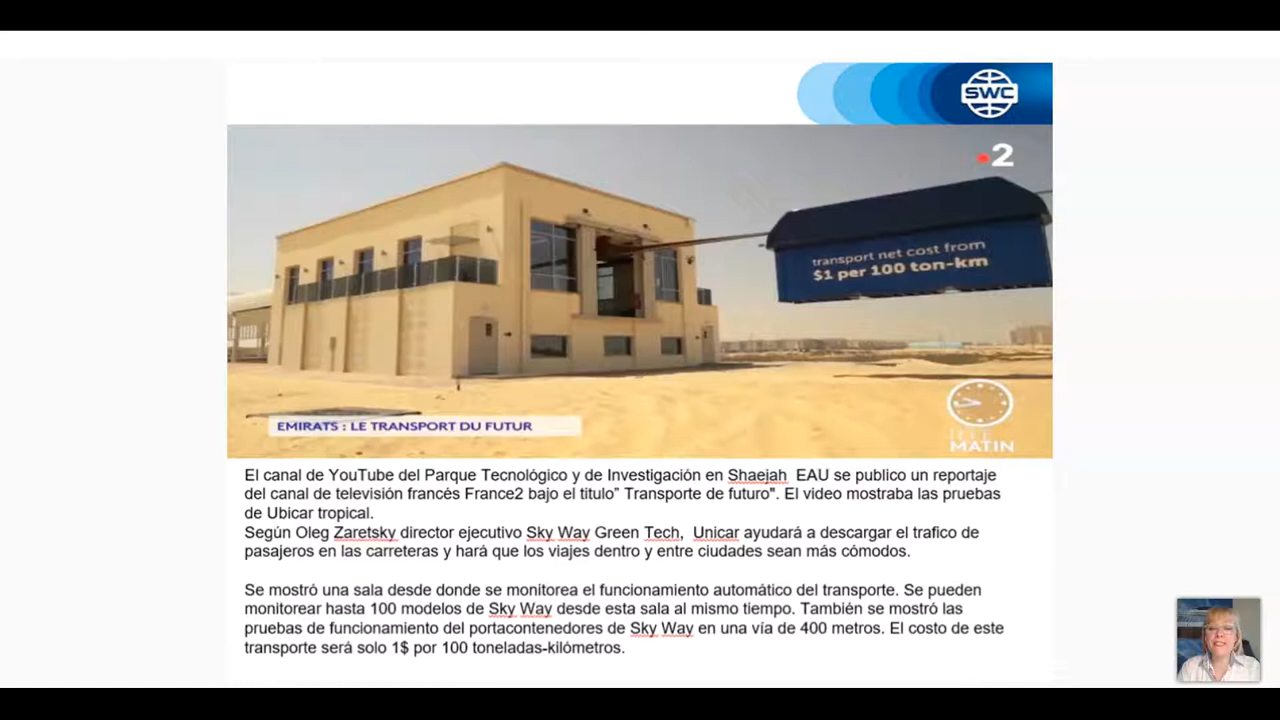 SWC
2
transport net cost from
$1 per 100 ton-km
EMIRATS : LE TRANSPORT DU FUTUR
TELE
MATIN
El canal de YouTube del Parque Tecnológico y de Investigación en Shaejah  EAU se publico un reportaje
del canal de televisión francés France2 bajo el titulo” Transporte de futuro". El video mostraba las pruebas
de Ubicar tropical.
Según Oleg Zaretsky director ejecutivo Sky Way Green Tech,  Unicar ayudará a descargar el trafico de
pasajeros en las carreteras y hará que los viajes dentro y entre ciudades sean más cómodos.
Se mostró una sala desde donde se monitorea el funcionamiento automático del transporte. Se pueden
monitorear hasta 100 modelos de Sky Way desde esta sala al mismo tiempo. También se mostró las
pruebas de funcionamiento del portacontenedores de Sky Way en una vía de 400 metros. El costo de este
transporte será solo 1$ por 100 toneladas-kilómetros.